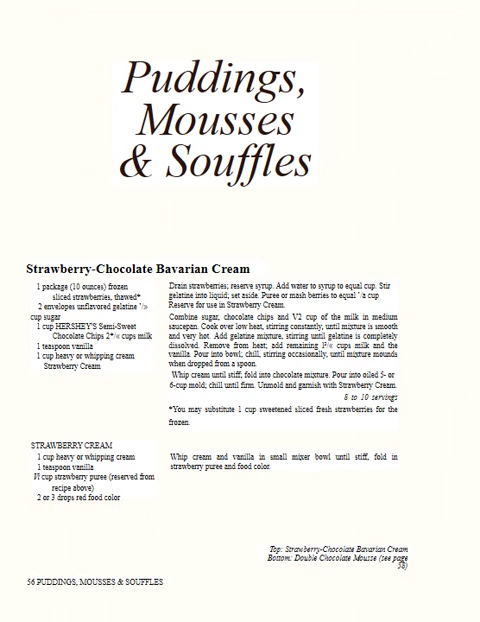 Puddings,
Mousses
& Souffles
Strawberry-Chocolate Bavarian Cream
1 package (10 ounces) frozen
sliced strawberries, thawed*
2 envelopes unflavored gelatine
cup sugar
1 cup HERSHEY'S Semi-Sweet
Chocolate Chips 2*/« cups milk
1 teaspoon vanilla
1 cup heavy or whipping cream
Strawberry Cream
Drain strawberries; reserve syrup. Add water to syrup to equal cup. Stir
gelatine into liquid; set aside. Puree or mash berries to equal cup
Reserve for use in Strawberry Cream.
Combine sugar, chocolate chips and V2 cup of the milk in medium
saucepan. Cook over low heat, stirring constantly, until mixture is smooth
and very hot. Add gelatine mixture, stirring until gelatine is completely
dissolved. Remove from heat; add remaining cups milk and the
vanilla. Pour into bowl; chill, stirring occasionally, until mixture mounds
when dropped from a spoon.
Whip cream until stiff; fold into chocolate mixture. Pour into oiled 5- or
6-cup mold; chill until firm. Unmold and garnish with Strawberry Cream.
8 to 10 servings
*You may substitute 1 cup sweetened sliced fresh strawberries for the
frozen.
STRAWBERRY CREAM
1 cup heavy or whipping cream
1 teaspoon vanilla
cup strawberry puree (reserved from
recipe above)
2 or 3 drops red food color
Whip cream and vanilla in small mixer bowl until stiff, fold in
strawberry puree and food color.
Top: Strawberry-Chocolate Bavarian Cream
Bottom: Double Chocolate Mousse (see page
58)
56 PUDDINGS, MOUSSES & SOUFFLES